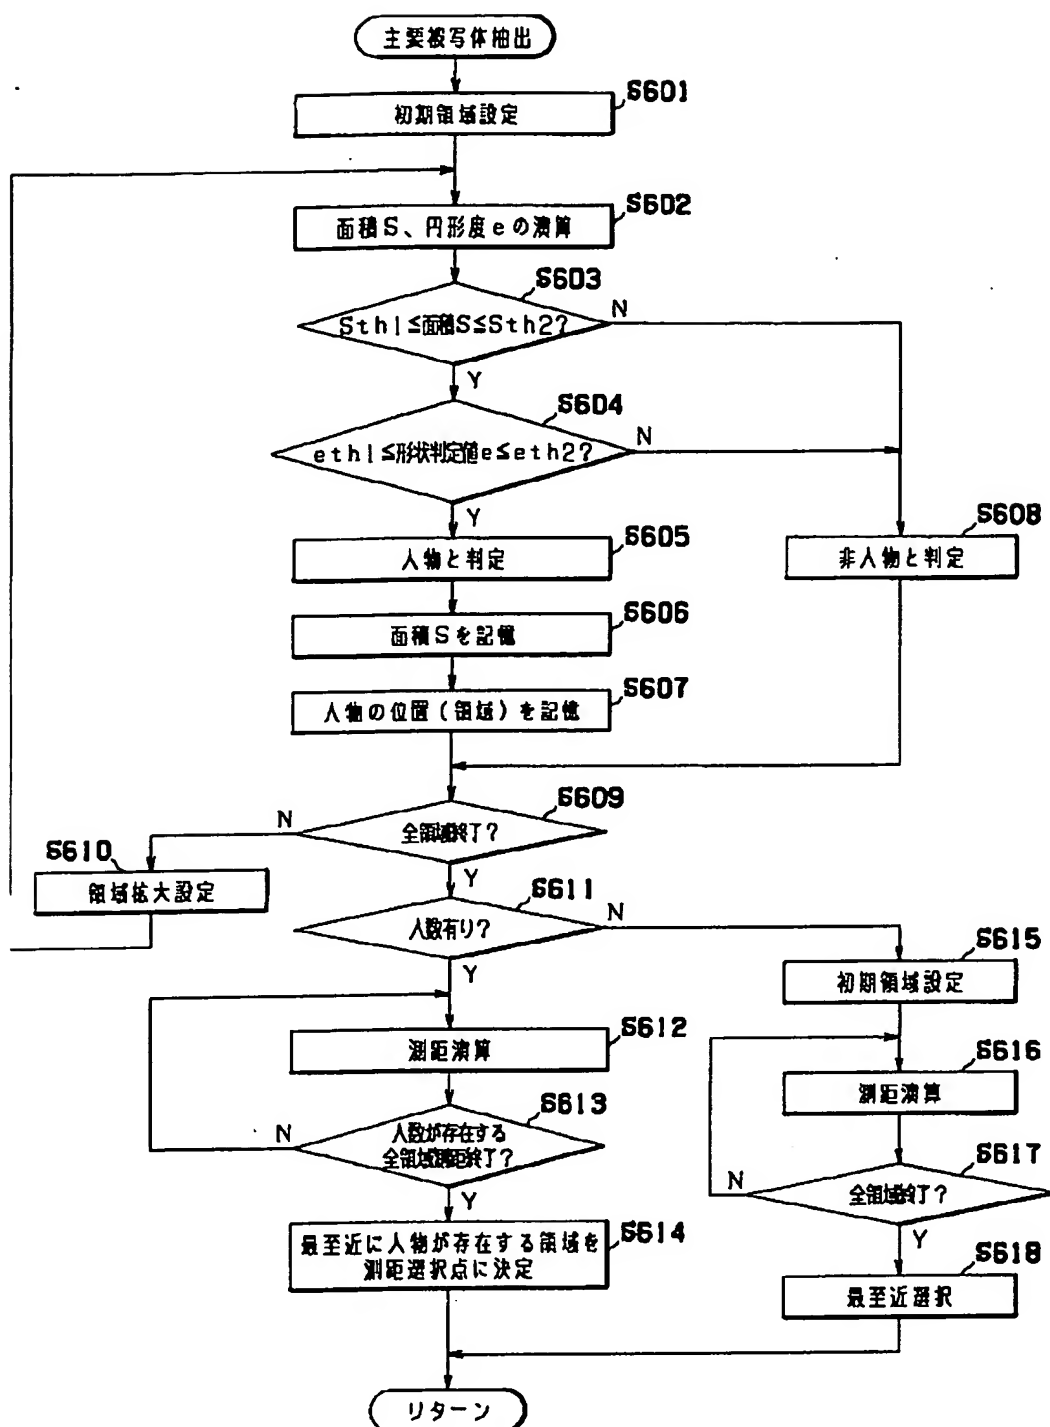 主要被写体抽出
S601
初期領域設定
S602
面積S、円形度eの演算
S603
Sth1≦面積S≦Sth2?
N
Y
S604
eth1≦形状判定値e≦eth2?
N
Y
S605
人物と判定
S608
非人物と判定
S606
面積Sを記憶
S607
人物の位置(領域)を記憶
S609
全領域終了?
N
Y
S610
領域拡大設定
S611
人数有り?
N
Y
S615
初期領域設定
S612
測距演算
S616
測距演算
S613
人数が存在する
全領域測距終了?
N
Y
S617
全領域終了?
N
Y
S614
最至近に人物が存在する領域を
測距選択点に決定
S618
最至近選択
リターン